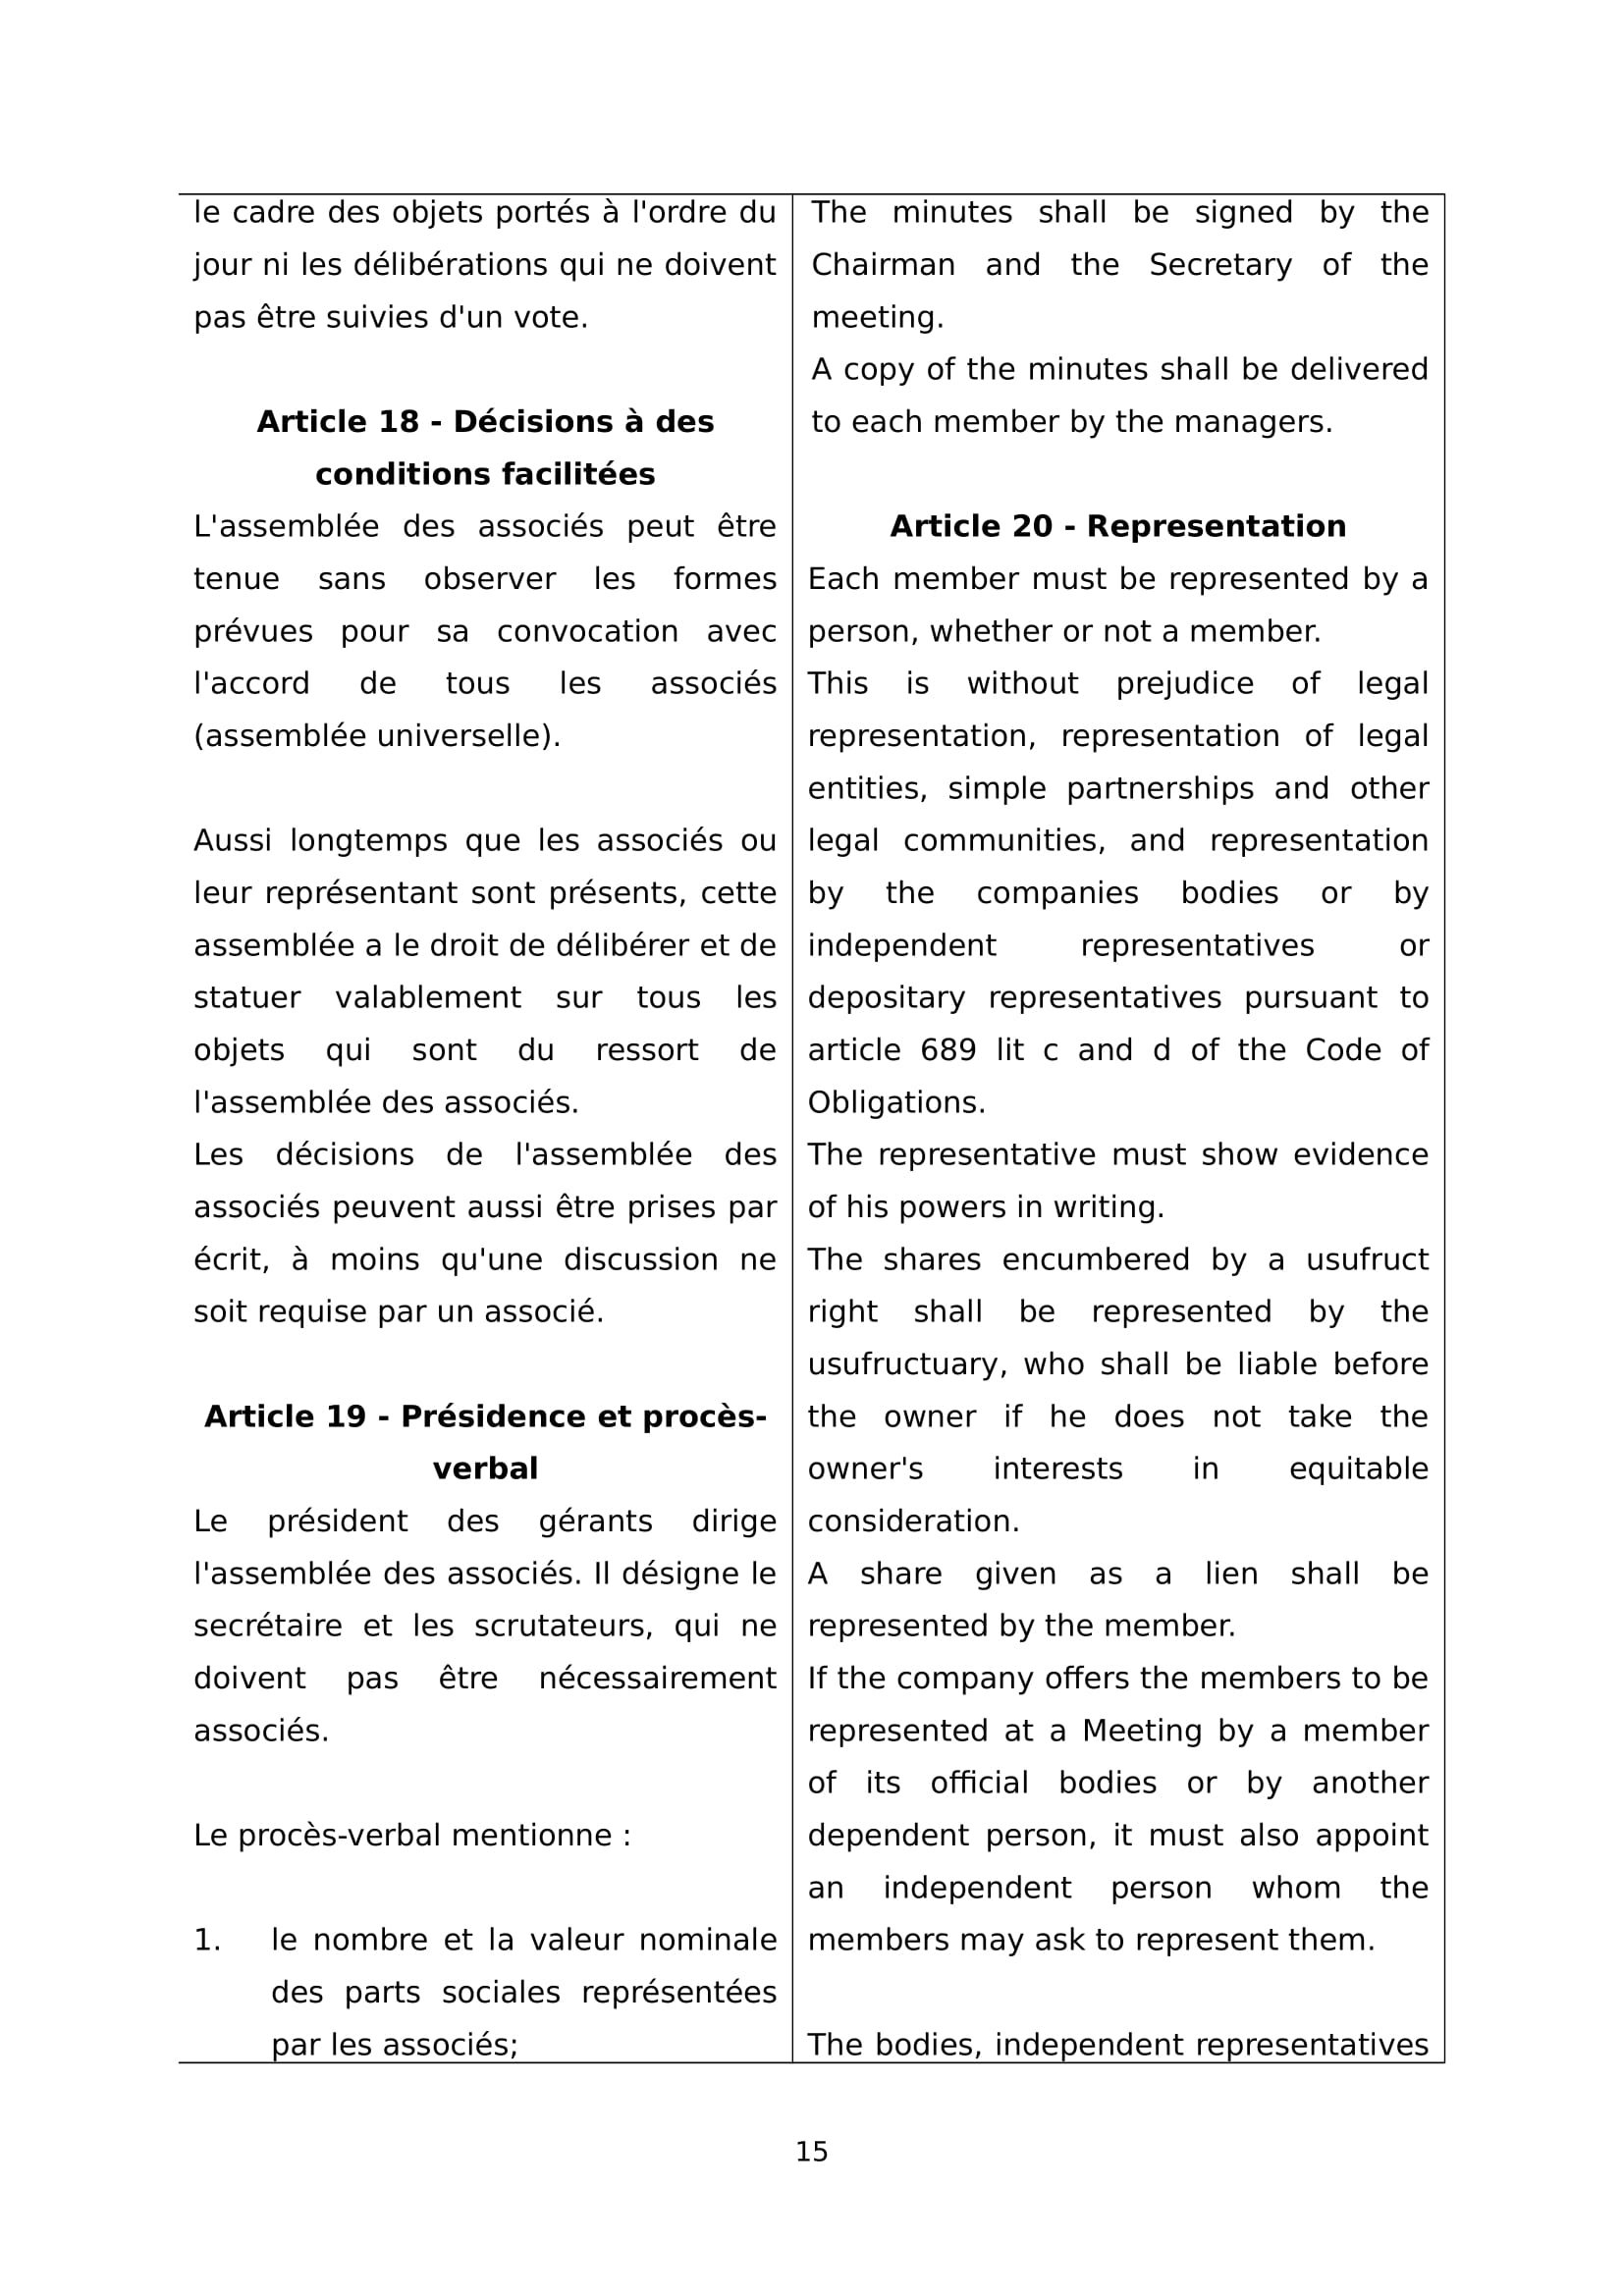 le cadre des objets portés à l'ordre du
jour ni les délibérations qui ne doivent
pas être suivies d'un vote.
Article 18 - Décisions à des
conditions facilitées
L'assemblée des associés peut être
tenue sans observer les formes
prévues pour sa convocation avec
l'accord de tous les associés
(assemblée universelle).
Aussi longtemps que les associés ou
leur représentant sont présents, cette
assemblée a le droit de délibérer et de
statuer valablement sur tous les
objets qui sont du ressort de
l'assemblée des associés.
Les décisions de l'assemblée des
associés peuvent aussi être prises par
écrit, à moins qu'une discussion ne
soit requise par un associé.
Article 19 - Présidence et procès-
verbal
Le président des gérants dirige
l'assemblée des associés. Il désigne le
secrétaire et les scrutateurs, qui ne
doivent pas être nécessairement
associés.
Le procès-verbal mentionne :
1. le nombre et la valeur nominale
des parts sociales représentées
par les associés;
The minutes shall be signed by the
Chairman and the Secretary of the
meeting.
A copy of the minutes shall be delivered
to each member by the managers.
Article 20 - Representation
Each member must be represented by a
person, whether or not a member.
This is without prejudice of legal
representation, representation of legal
entities, simple partnerships and other
legal communities, and representation
by the companies bodies or by
independent representatives or
depositary representatives pursuant to
article 689 lit c and d of the Code of
Obligations.
The representative must show evidence
of his powers in writing.
The shares encumbered by a usufruct
right shall be represented by the
usufructuary, who shall be liable before
the owner if he does not take the
owner's interests in equitable
consideration.
A share given as a lien shall be
represented by the member.
If the company offers the members to be
represented at a Meeting by a member
of its official bodies or by another
dependent person, it must also appoint
an independent person whom the
members may ask to represent them.
The bodies, independent representatives
15